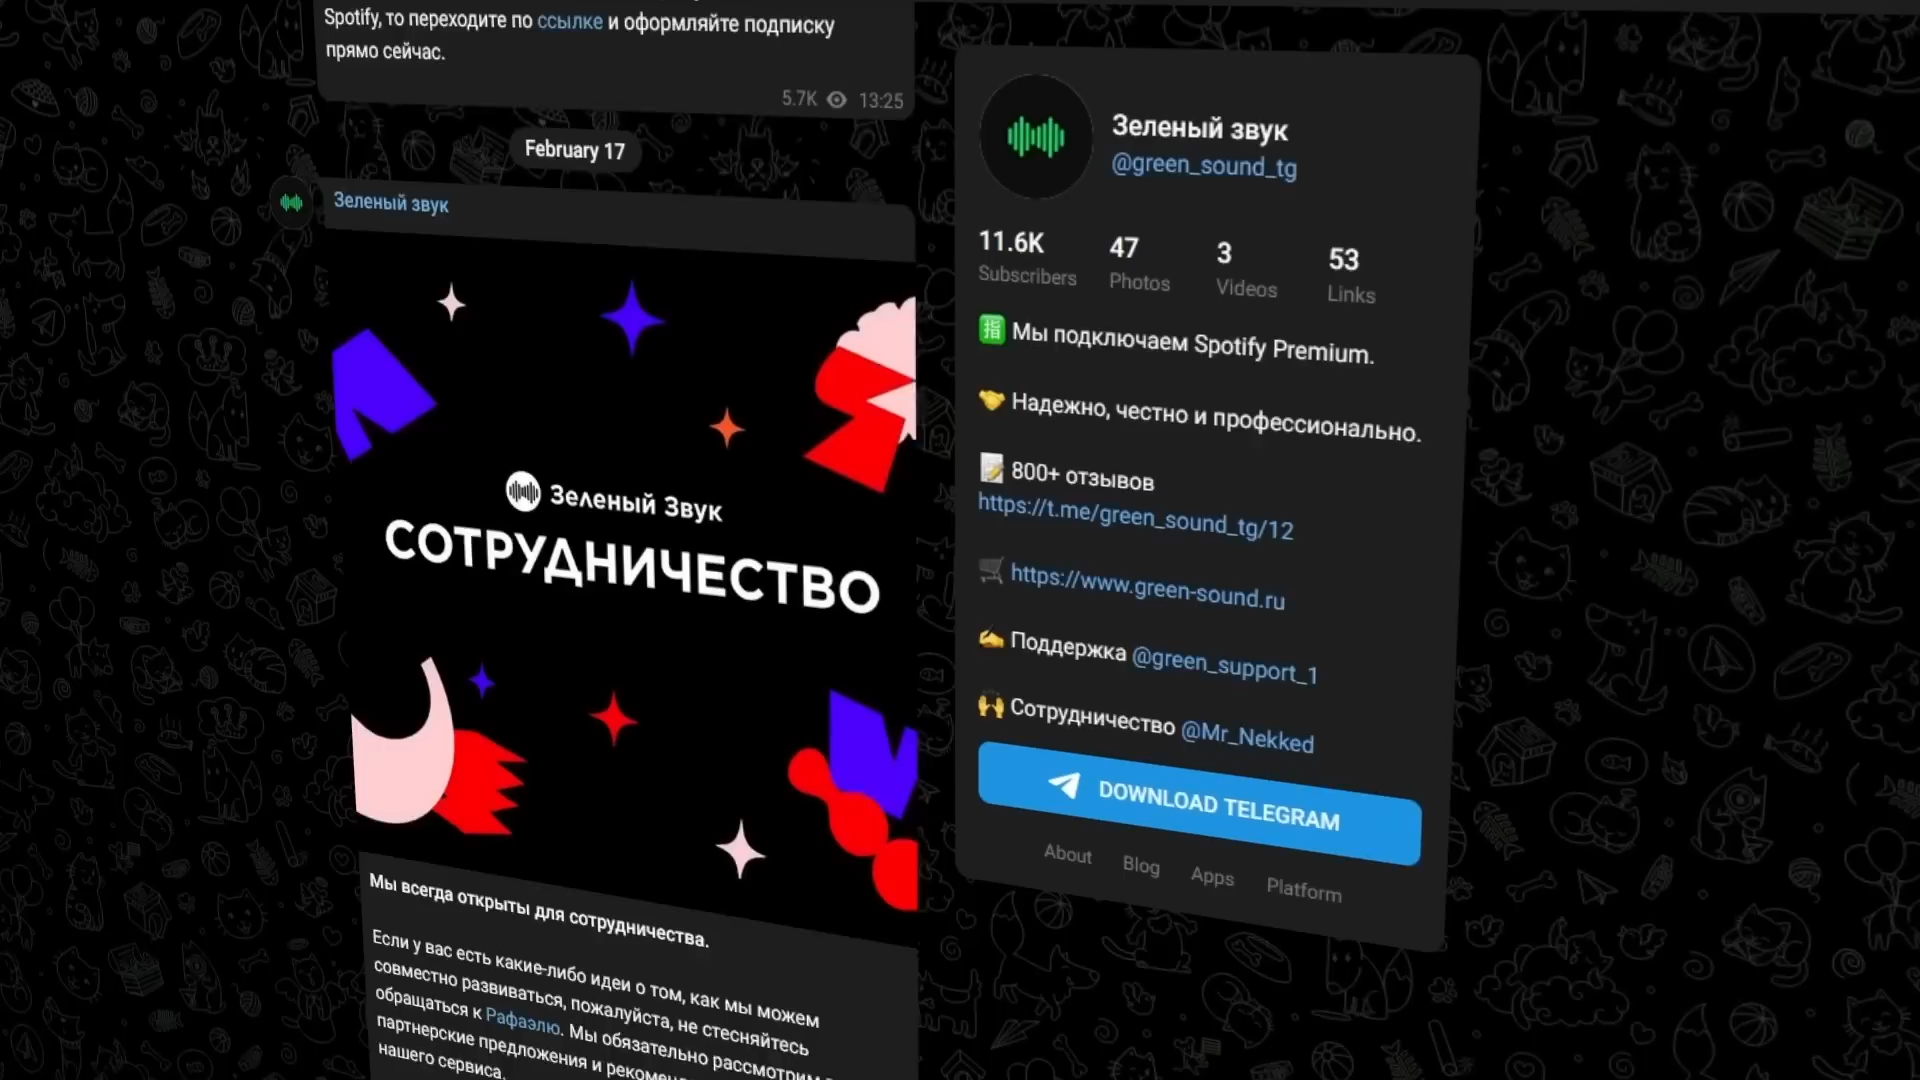 Spotify, то переходите по ссылке и оформляйте подписку
прямо сейчас.
5.7K 13:25
February 17
Зеленый звук
Зеленый Звук
СОТРУДНИЧЕСТВО
Мы всегда открыты для сотрудничества.
Если у вас есть какие-либо идеи о том, как мы можем
совместно развиваться, пожалуйста, не стесняйтесь
обращаться к Рафаэлю. Мы обязательно рассмотрим
партнерские предложения и
нашего сервиса.
Зеленый звук
@green_sound_tg
11.6K 47 3 53
Subscribers Photos Videos Links
指 Мы подключаем Spotify Premium.
Надежно, честно и профессионально.
800+ отзывов
https://t.me/green_sound_tg/12
https://www.green-sound.ru
Поддержка @green_support_1
Сотрудничество @Mr_Nekked
DOWNLOAD TELEGRAM
About Blog Apps Platform